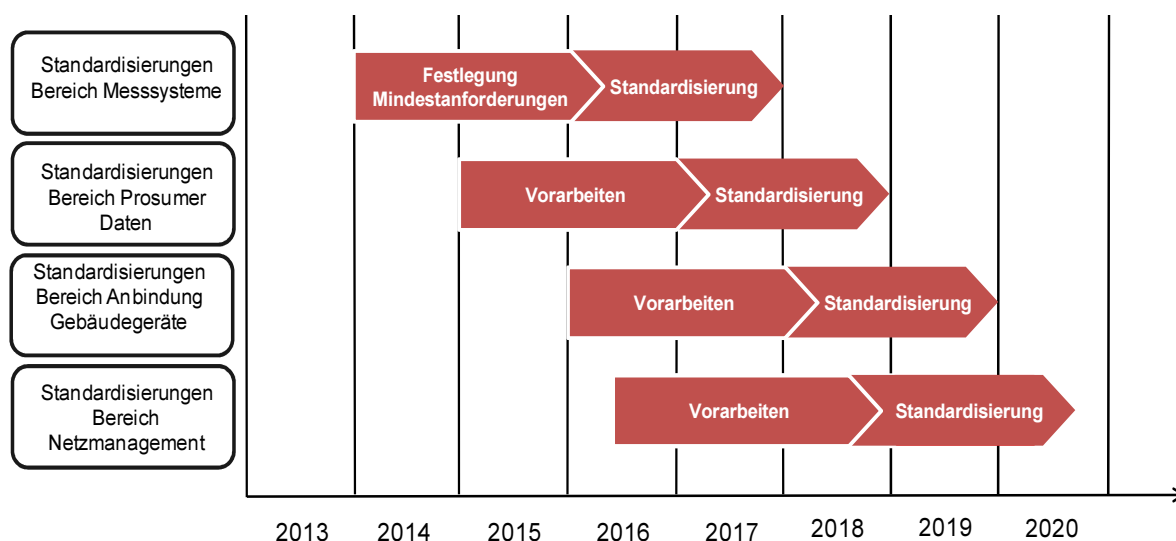 Standardisierungen
Bereich Messsysteme
Festlegung
Mindestanforderungen
Standardisierung
Standardisierungen
Bereich Prosumer
Daten
Vorarbeiten
Standardisierung
Standardisierungen
Bereich Anbindung
Gebäudegeräte
Vorarbeiten
Standardisierung
Standardisierungen
Bereich
Netzmanagement
Vorarbeiten
Standardisierung
2013 2014 2015 2016 2017 2018 2019 2020